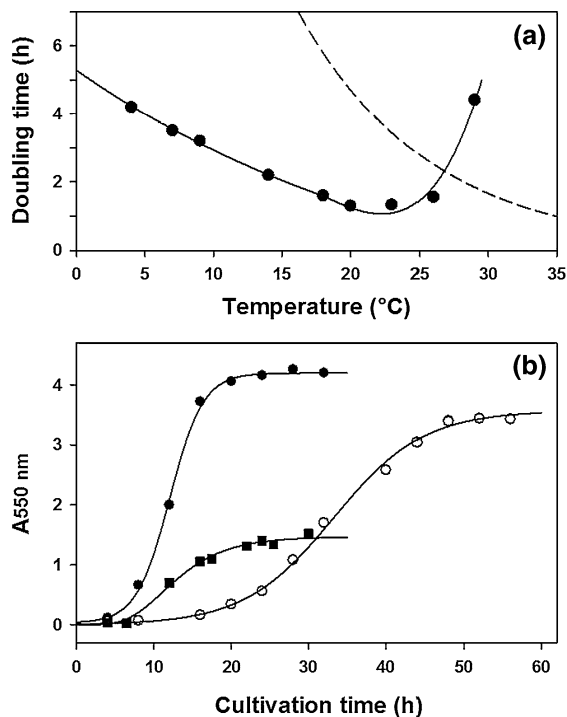 (a)
Doubling time (h)
6
4
2
0
0 5 10 15 20 25 30 35
Temperature (°C)
(b)
A550 nm
4
3
2
1
0
0 10 20 30 40 50 60
Cultivation time (h)